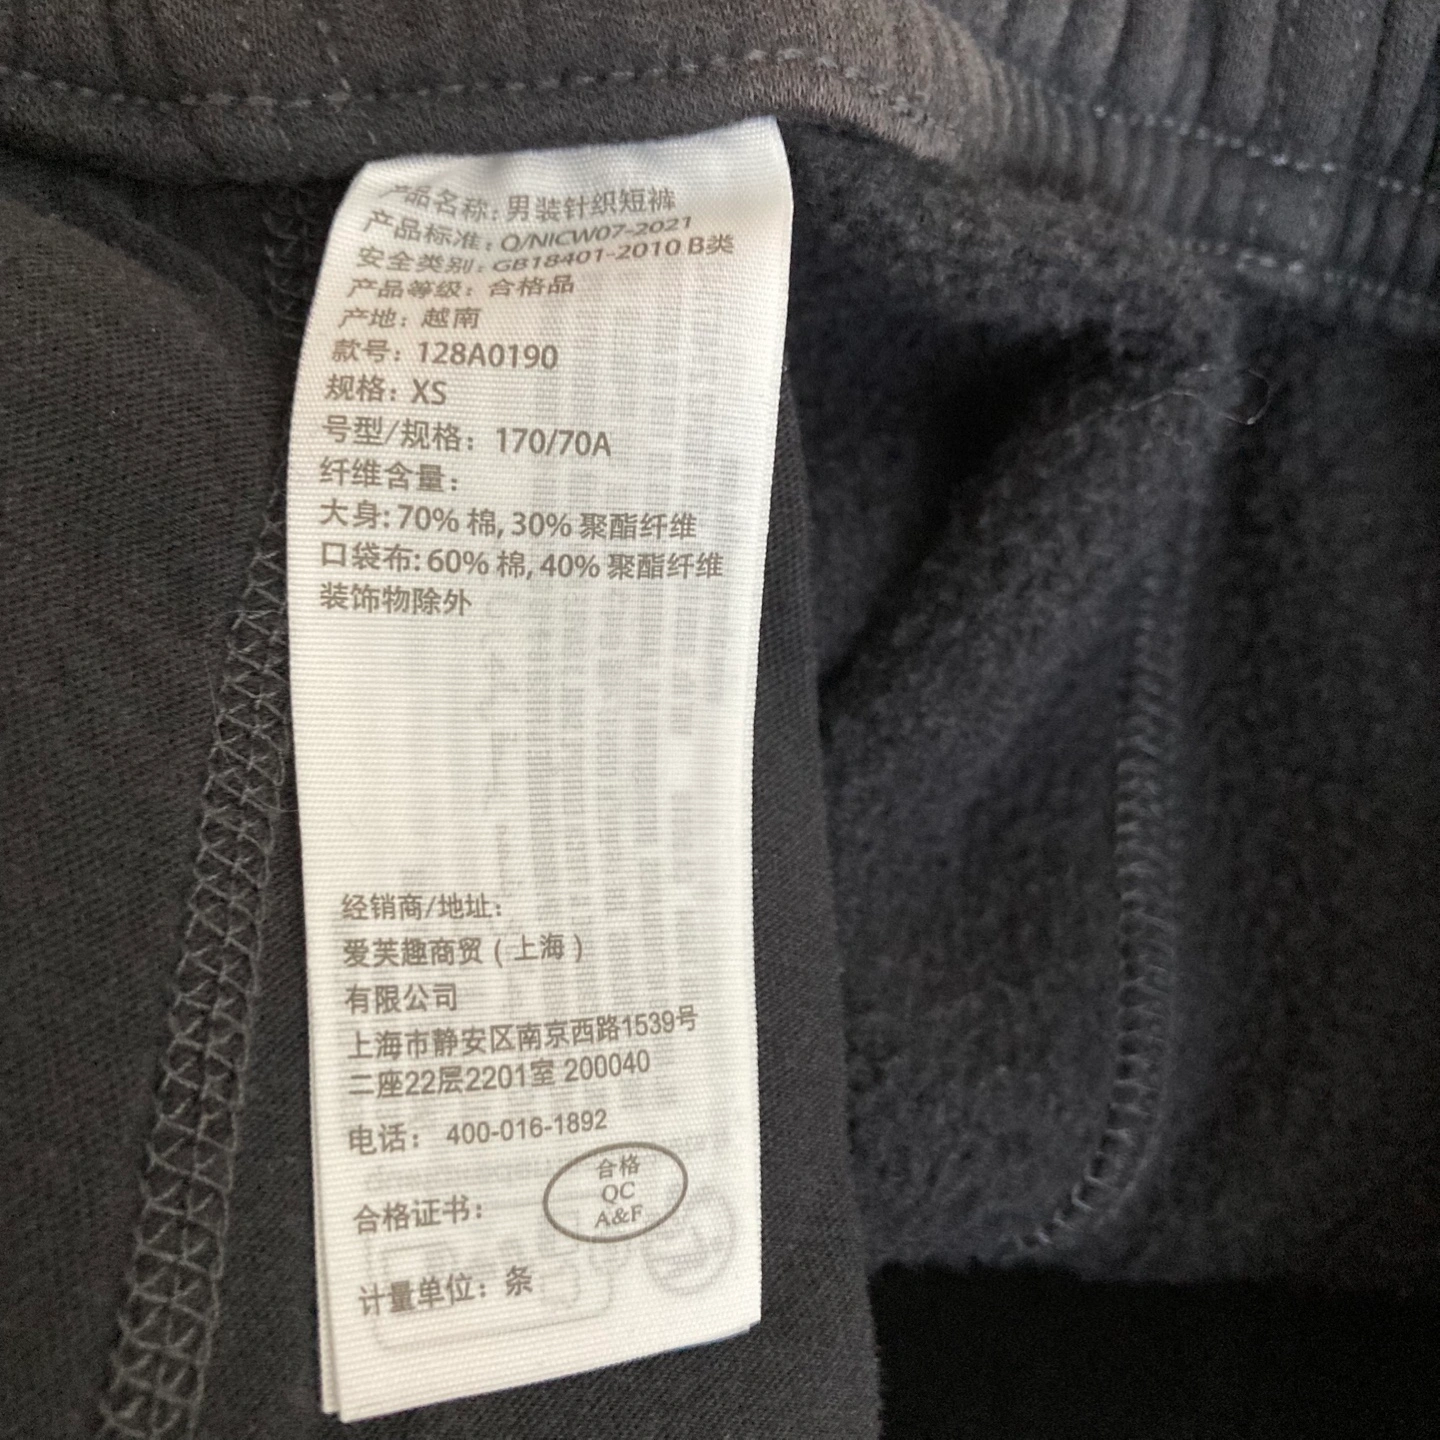 产品名称: 男装针织短裤
产品标准: Q/NICW07-2021
安全类别: GB18401-2010 B类
产品等级: 合格品
产地: 越南
款号: 128A0190
规格: XS
号型/规格: 170/70A
纤维含量:
大身: 70% 棉, 30% 聚酯纤维
口袋布: 60% 棉, 40% 聚酯纤维
装饰物除外
经销商/地址:
爱芙趣商贸 ( 上海 )
有限公司
上海市静安区南京西路1539号
二座22层2201室 200040
电话: 400-016-1892
合格证书:
合格
QC
A&F
计量单位: 条